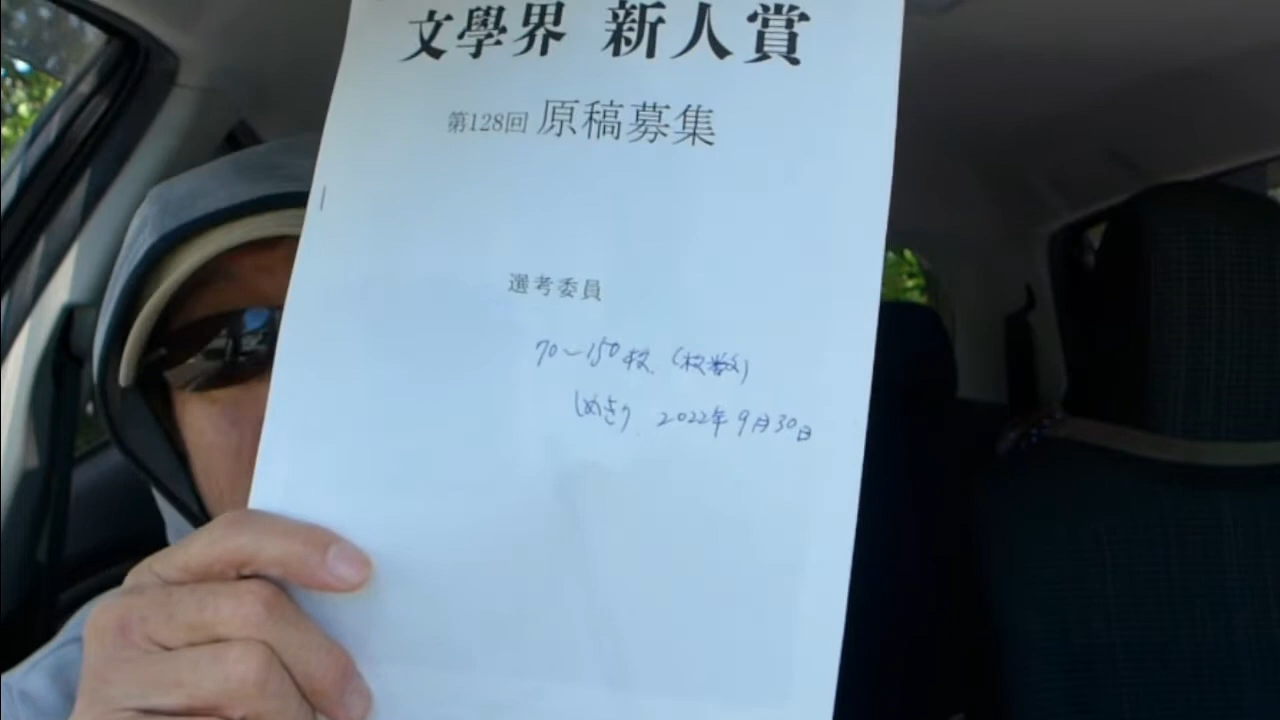 文學界 新人賞
第128回 原稿募集
選考委員
70~150枚 (枚数)
しめきり 2022年9月30日